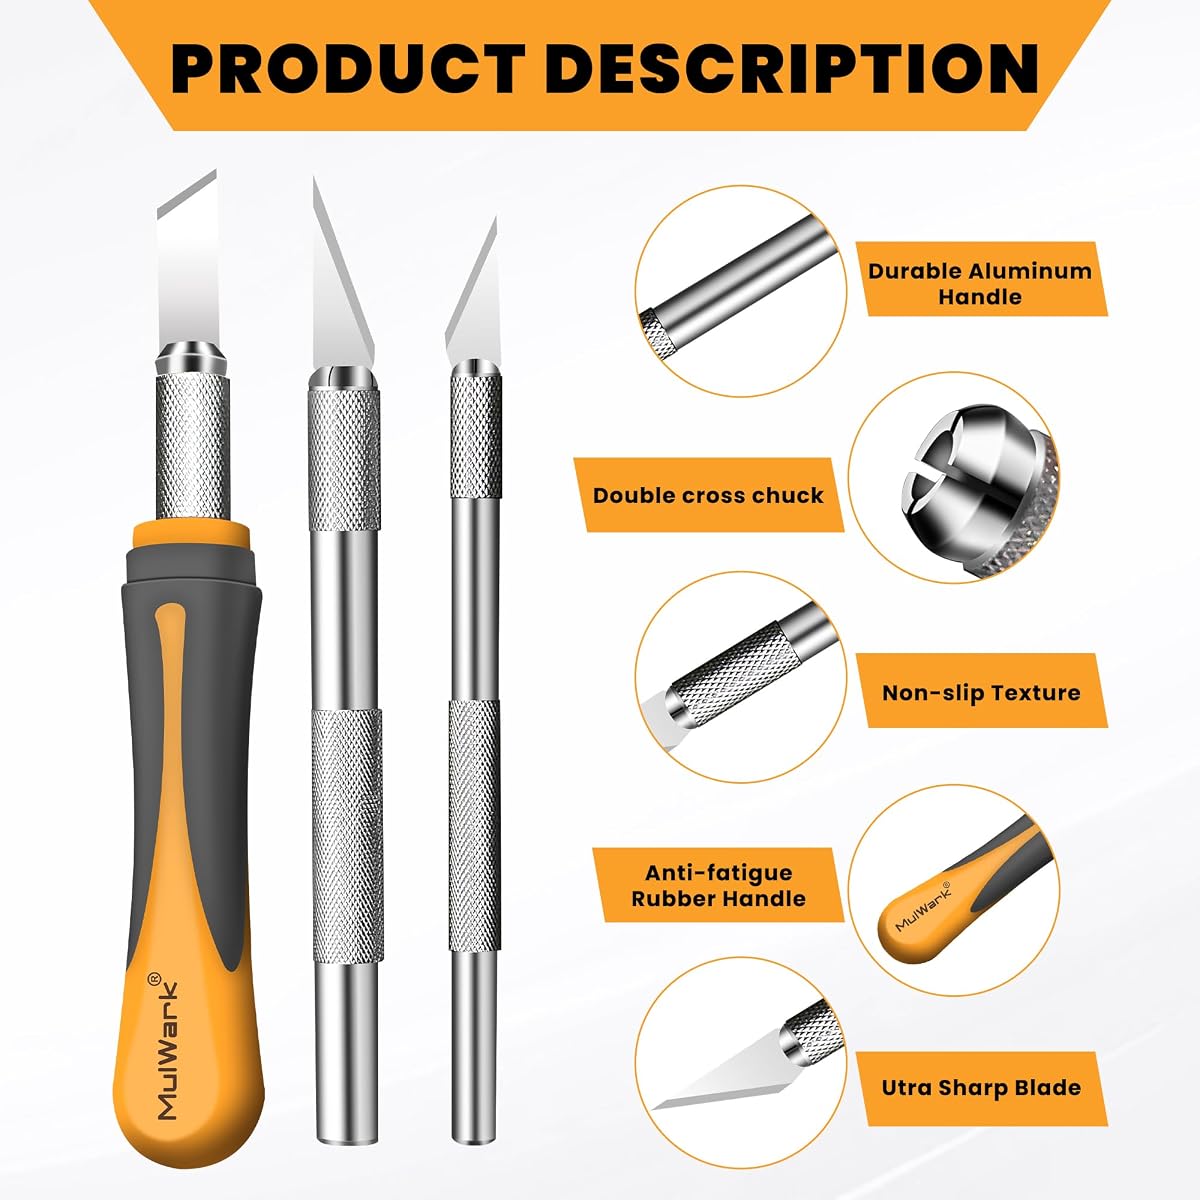 PRODUCT DESCRIPTION
Durable Aluminum
Handle
Double cross chuck
Non-slip Texture
Anti-fatigue
Rubber Handle
MulWark®
Utra Sharp Blade
MulWark®